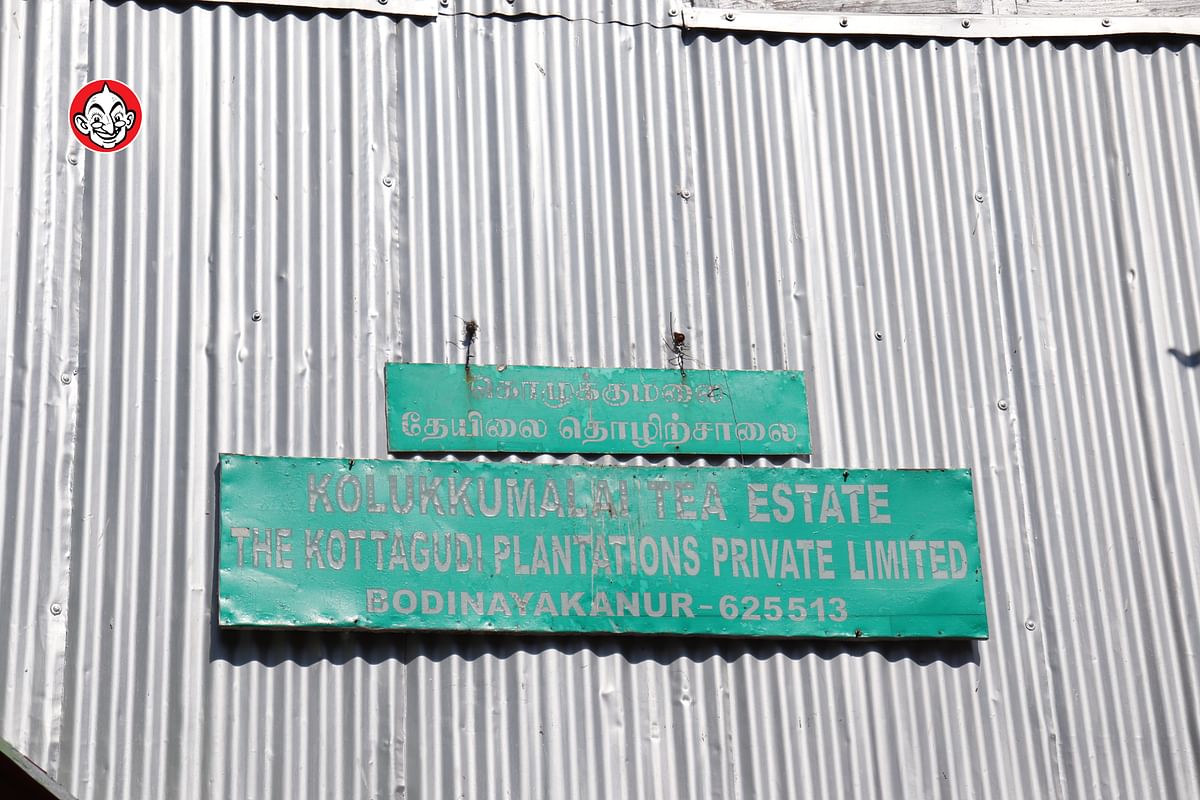 கொழுக்குமலை
தேயிலை தொழிற்சாலை
KOLUKKUMALAI TEA ESTATE
THE KOTTAGUDI PLANTATIONS PRIVATE LIMITED
BODINAYAKANUR-625513